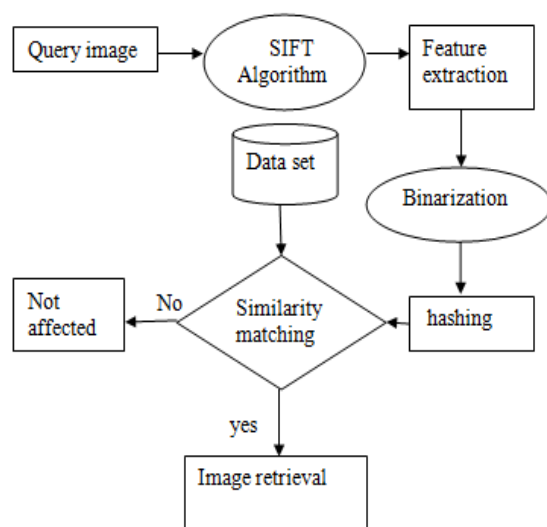 Query image
SIFT
Algorithm
Feature
extraction
Data set
Binarization
Not
affected
No
Similarity
matching
hashing
yes
Image retrieval